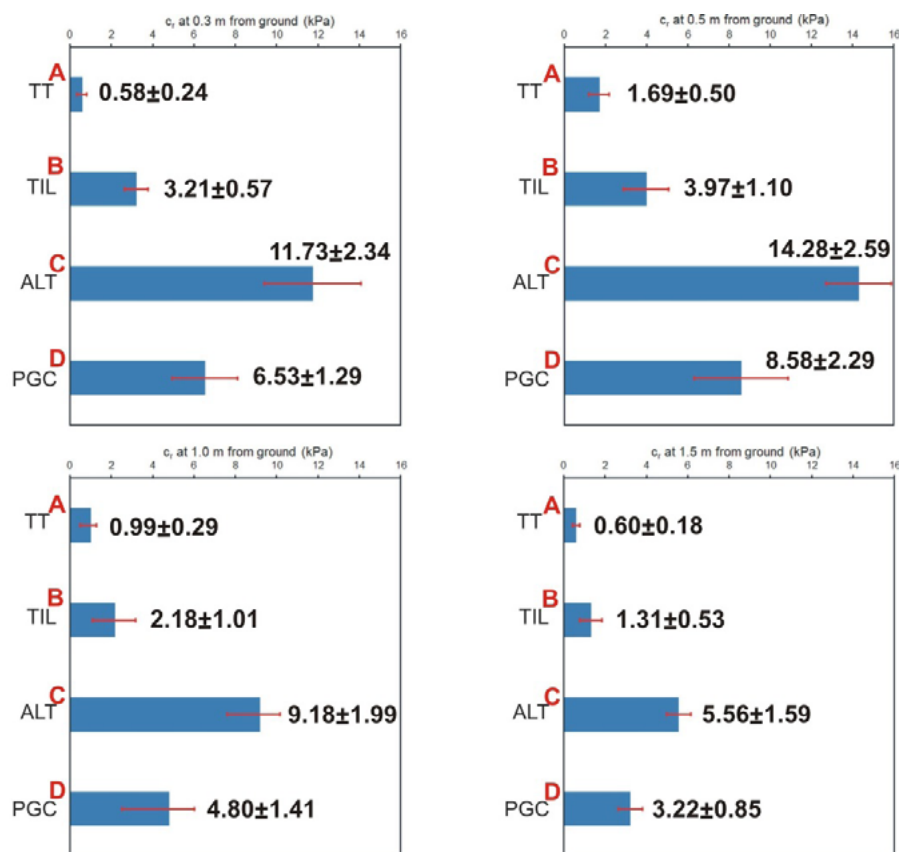 cr at 0.3 m from ground (kPa)
0 2 4 6 8 10 12 14 16
A
TT
0.58±0.24
B
TIL
3.21±0.57
C
ALT
11.73±2.34
D
PGC
6.53±1.29
cr at 0.5 m from ground (kPa)
0 2 4 6 8 10 12 14 16
A
TT
1.69±0.50
B
TIL
3.97±1.10
C
ALT
14.28±2.59
D
PGC
8.58±2.29
cr at 1.0 m from ground (kPa)
0 2 4 6 8 10 12 14 16
A
TT
0.99±0.29
B
TIL
2.18±1.01
C
ALT
9.18±1.99
D
PGC
4.80±1.41
cr at 1.5 m from ground (kPa)
0 2 4 6 8 10 12 14 16
A
TT
0.60±0.18
B
TIL
1.31±0.53
C
ALT
5.56±1.59
D
PGC
3.22±0.85